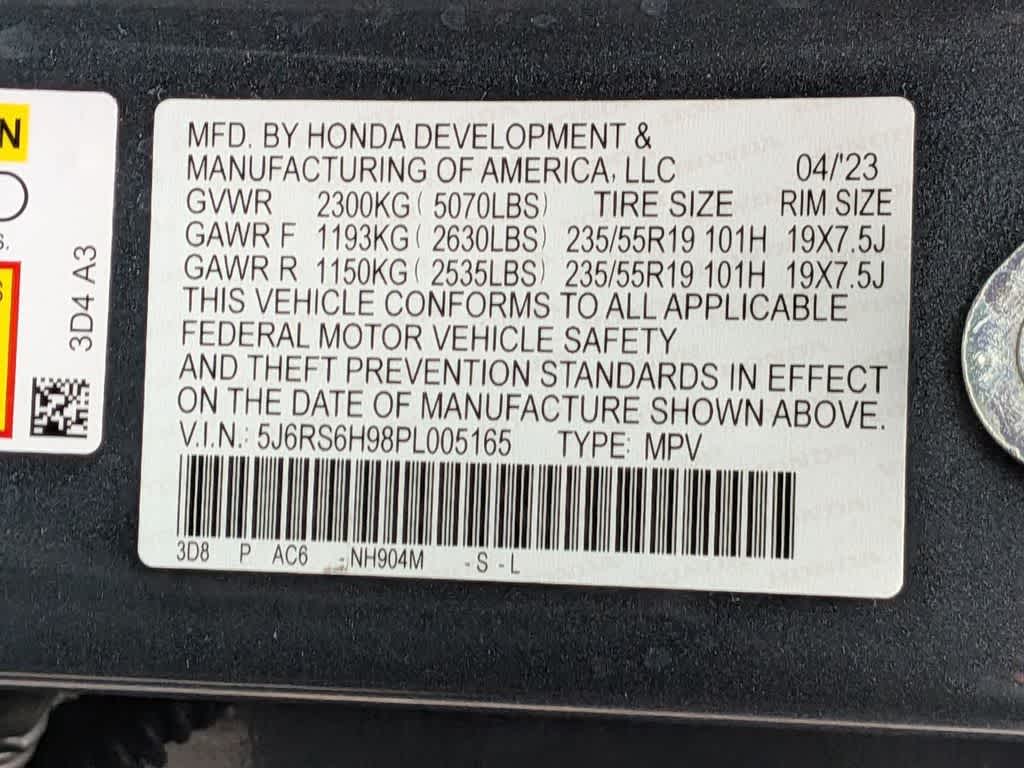 N
S.
S
3D4 A3
MFD. BY HONDA DEVELOPMENT &
MANUFACTURING OF AMERICA, LLC 04/'23
GVWR 2300KG( 5070LBS) TIRE SIZE RIM SIZE
GAWR F 1193KG( 2630LBS) 235/55R19 101H 19X7.5J
GAWR R 1150KG( 2535LBS) 235/55R19 101H 19X7.5J
THIS VEHICLE CONFORMS TO ALL APPLICABLE
FEDERAL MOTOR VEHICLE SAFETY
AND THEFT PREVENTION STANDARDS IN EFFECT
ON THE DATE OF MANUFACTURE SHOWN ABOVE.
V.I.N.: 5J6RS6H98PL005165 TYPE: MPV
3D8 P AC6 -NH904M -S -L